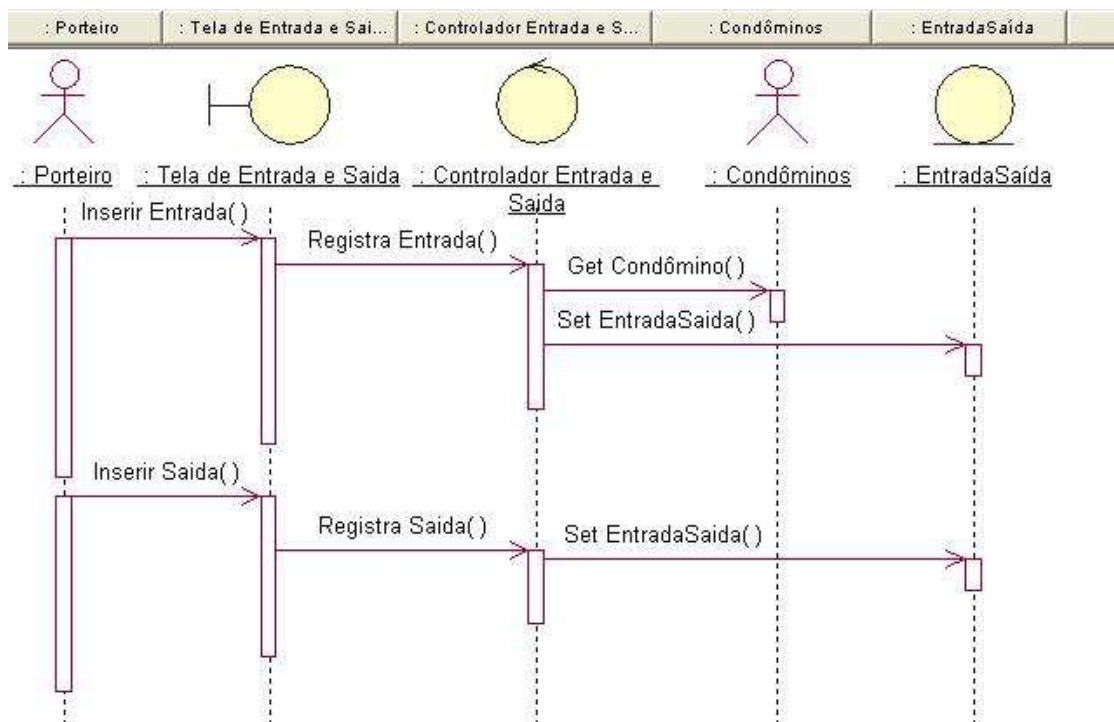 : Porteiro
: Tela de Entrada e Sai...
: Controlador Entrada e S...
: Condôminos
: EntradaSaída
: Porteiro
: Tela de Entrada e Saida
: Controlador Entrada e
Saida
: Condôminos
: EntradaSaída
Inserir Entrada( )
Registra Entrada( )
Get Condômino( )
Set EntradaSaida( )
Inserir Saida( )
Registra Saida( )
Set EntradaSaida( )